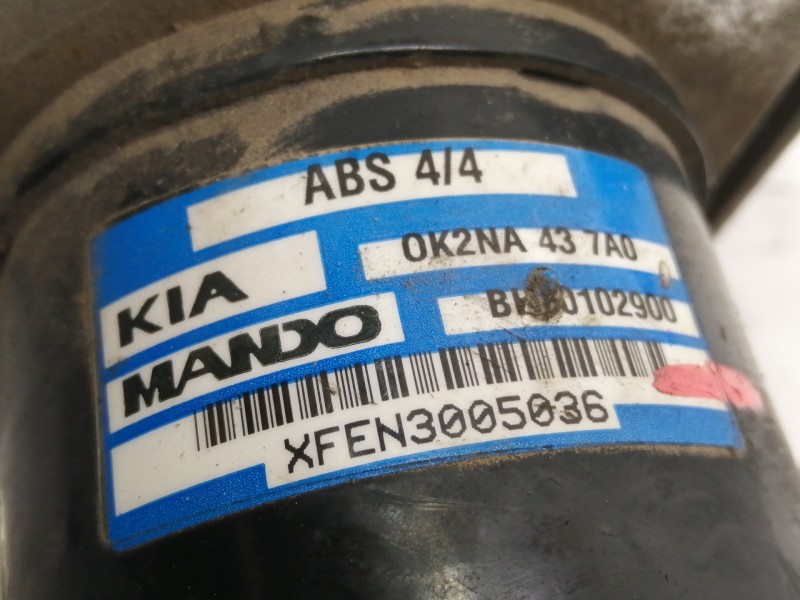 ABS 4/4
KIA
OK2NA 43 7A0
MANDO
XFEN3005036